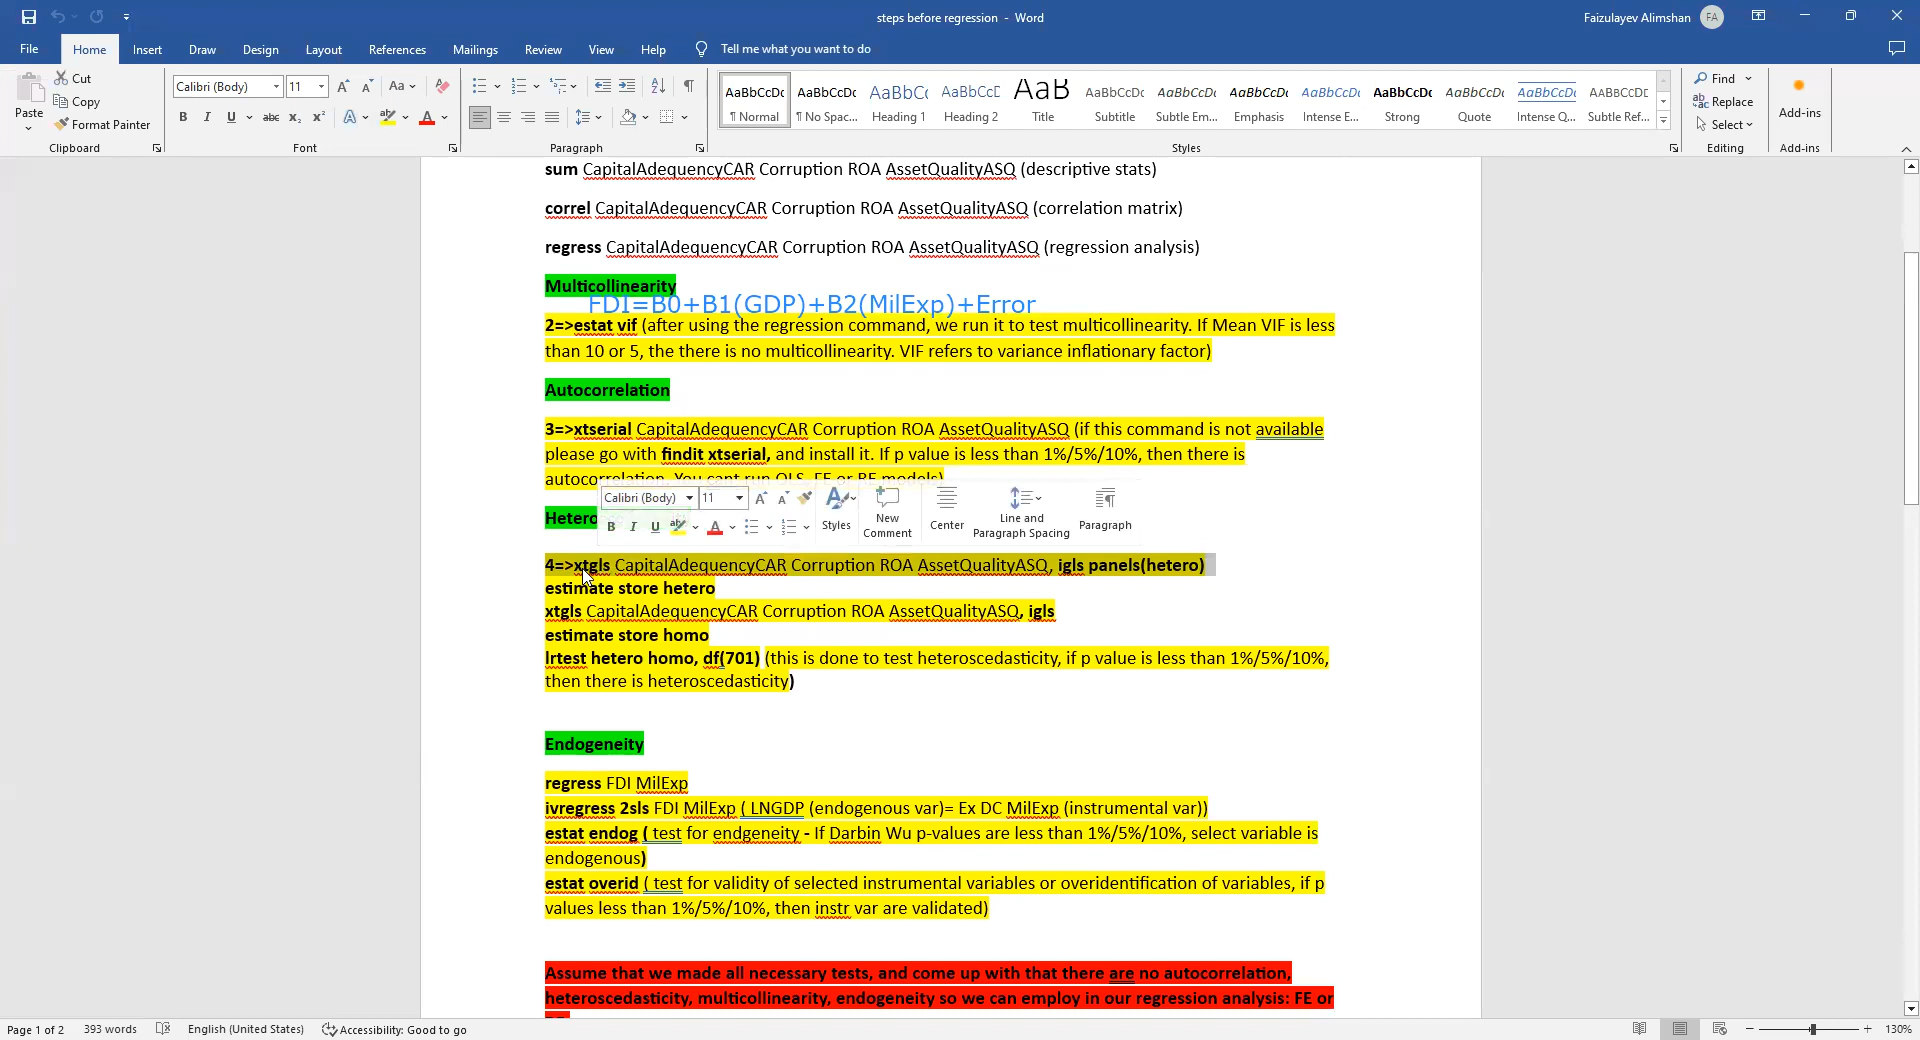 steps before regression - Word
Faizulayev Alimshan FA
File Home Insert Draw Design Layout References Mailings Review View Help Tell me what you want to do
Paste
Cut
Copy
Format Painter
Clipboard
Calibri (Body) 11
Font
Paragraph
AaBbCcDc AaBbCcDc AaBbCc AaBbCcE AaB AaBbCcDc AaBbCcDc AaBbCcDc AaBbCcDc AaBbCcDc AaBbCcDc AaBbCcDc AABBCCDE
¶ Normal ¶ No Spac... Heading 1 Heading 2 Title Subtitle Subtle Em... Emphasis Intense E... Strong Quote Intense Q... Subtle Ref...
Styles
Find
Replace
Select
Editing
Add-ins
Add-ins
sum CapitalAdequencyCAR Corruption ROA AssetQualityASQ (descriptive stats)
correl CapitalAdequencyCAR Corruption ROA AssetQualityASQ (correlation matrix)
regress CapitalAdequencyCAR Corruption ROA AssetQualityASQ (regression analysis)
Multicollinearity
FDI=B0+B1(GDP)+B2(MilExp)+Error
2=>estat vif (after using the regression command, we run it to test multicollinearity. If Mean VIF is less
than 10 or 5, the there is no multicollinearity. VIF refers to variance inflationary factor)
Autocorrelation
3=>xtserial CapitalAdequencyCAR Corruption ROA AssetQualityASQ (if this command is not available
please go with findit xtserial, and install it. If p value is less than 1%/5%/10%, then there is
autocorrelation. You cant run OLS, FE or RE models)
Hetero
Calibri (Body) 11
Styles
New Comment
Center
Line and Paragraph Spacing
Paragraph
4=>xtgls CapitalAdequencyCAR Corruption ROA AssetQualityASQ, igls panels(hetero)
estimate store hetero
xtgls CapitalAdequencyCAR Corruption ROA AssetQualityASQ, igls
estimate store homo
lrtest hetero homo, df(701) (this is done to test heteroscedasticity, if p value is less than 1%/5%/10%,
then there is heteroscedasticity)
Endogeneity
regress FDI MilExp
ivregress 2sls FDI MilExp ( LNGDP (endogenous var)= Ex DC MilExp (instrumental var))
estat endog ( test for endgeneity - If Darbin Wu p-values are less than 1%/5%/10%, select variable is
endogenous)
estat overid ( test for validity of selected instrumental variables or overidentification of variables, if p
values less than 1%/5%/10%, then instr var are validated)
Assume that we made all necessary tests, and come up with that there are no autocorrelation,
heteroscedasticity, multicollinearity, endogeneity so we can employ in our regression analysis: FE or
Page 1 of 2 393 words English (United States) Accessibility: Good to go 130%